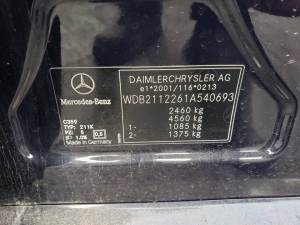 DAIMLERCHRYSLER AG
e1*2001/116*0213
WDB2112261A540693
2460 kg
4560 kg
1- 1085 kg
2- 1375 kg
Mercedes-Benz
TYP: 211K
Made in Germany